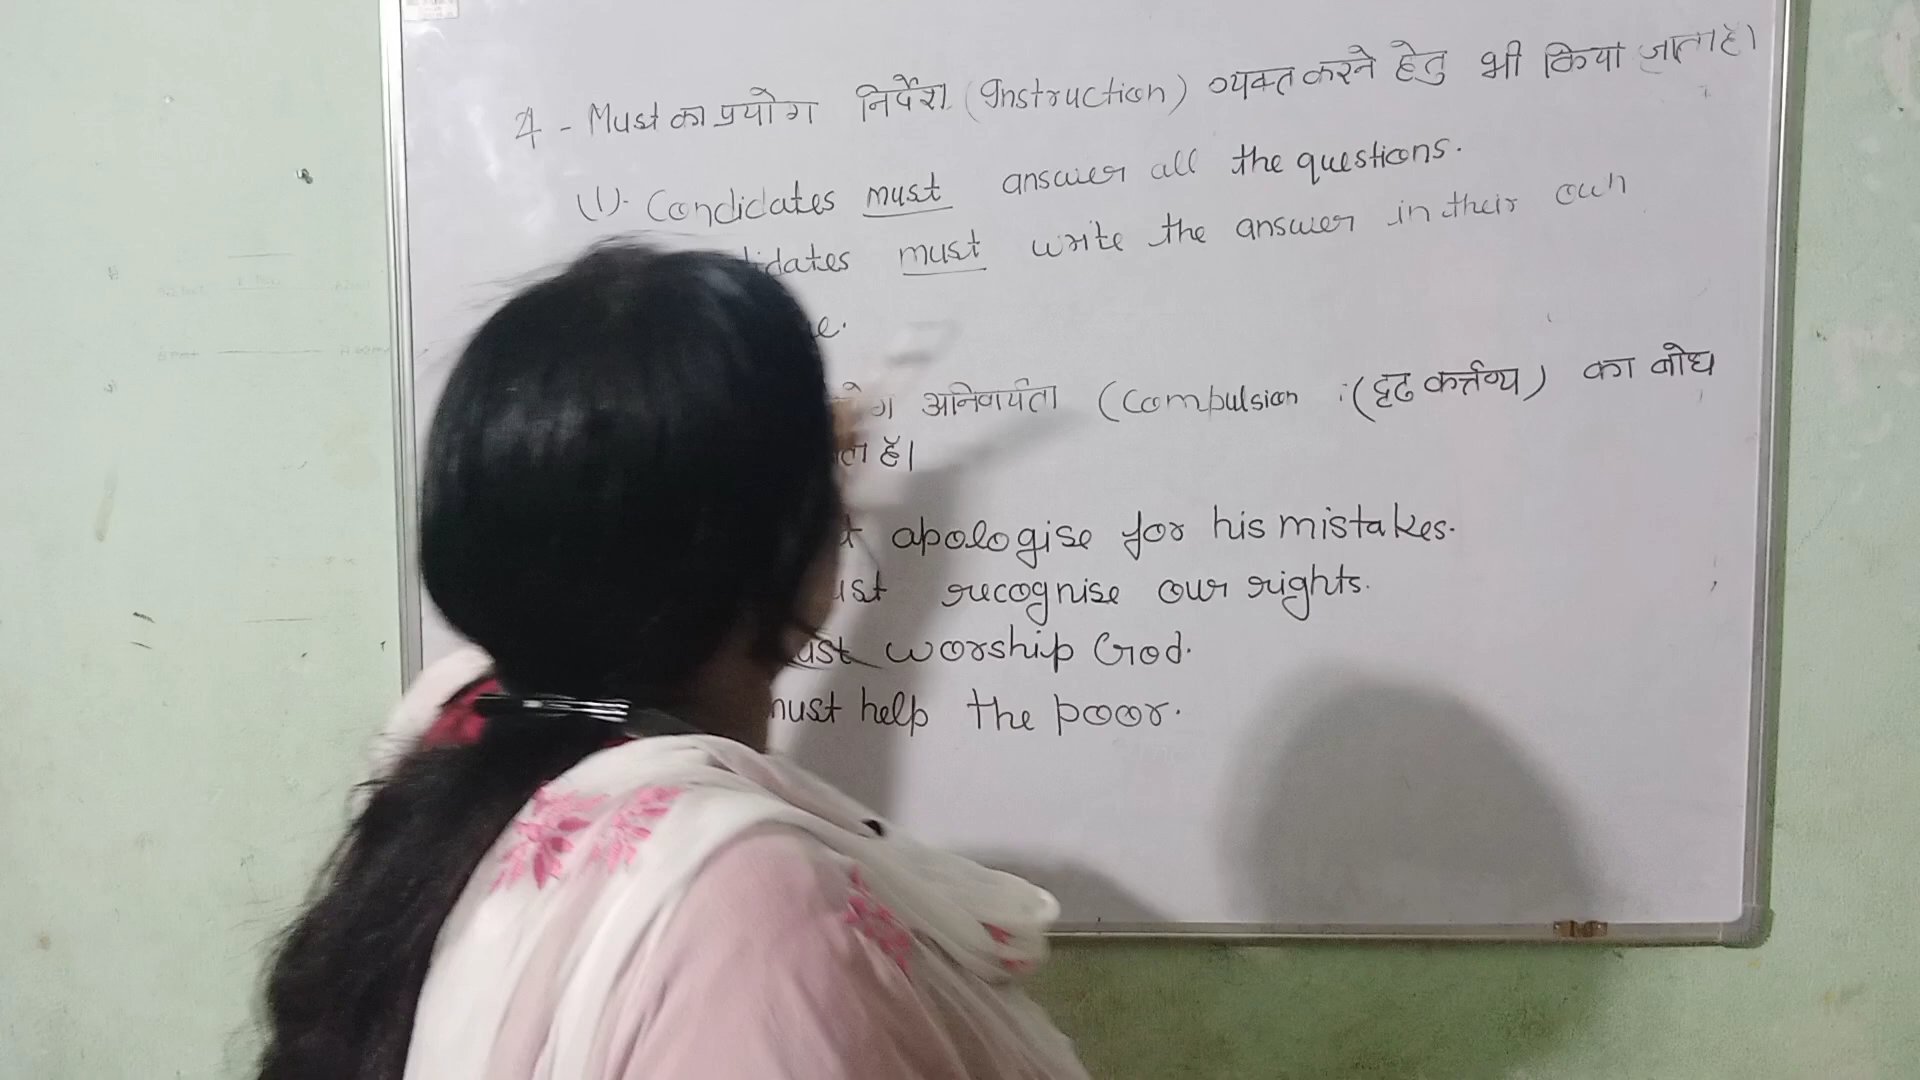 4 - Must का प्रयोग निर्देश (Instruction) व्यक्त करने हेतु भी किया जाता है।
(1). Candidates must answer all the questions.
didates must write the answer in their own
e.
ग अनिवार्यता (Compulsion :(दृढ कर्त्तव्य) का बोध
ता है।
t apologise for his mistakes.
ust recognise our rights.
ust worship God.
must help the poor.